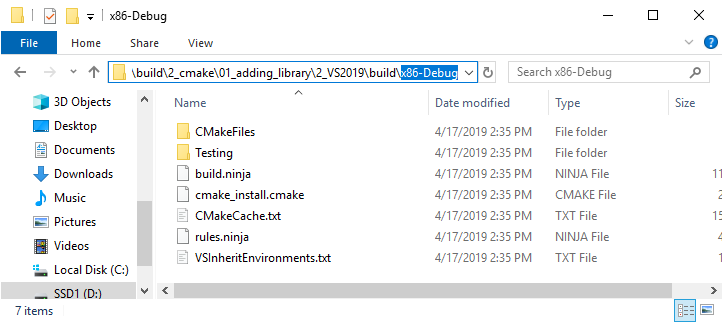 x86-Debug
File Home Share View
\build\2_cmake\01_adding_library\2_VS2019\build\x86-Debug Search x86-Debug
3D Objects
Desktop
Documents
Downloads
Music
Pictures
Videos
Local Disk (C:)
SSD1 (D:)
Name Date modified Type Size
CMakeFiles 4/17/2019 2:35 PM File folder
Testing 4/17/2019 2:35 PM File folder
build.ninja 4/17/2019 2:35 PM NINJA File
cmake_install.cmake 4/17/2019 2:35 PM CMAKE File
CMakeCache.txt 4/17/2019 2:35 PM TXT File
rules.ninja 4/17/2019 2:35 PM NINJA File
VSInheritEnvironments.txt 4/17/2019 2:35 PM TXT File
7 items